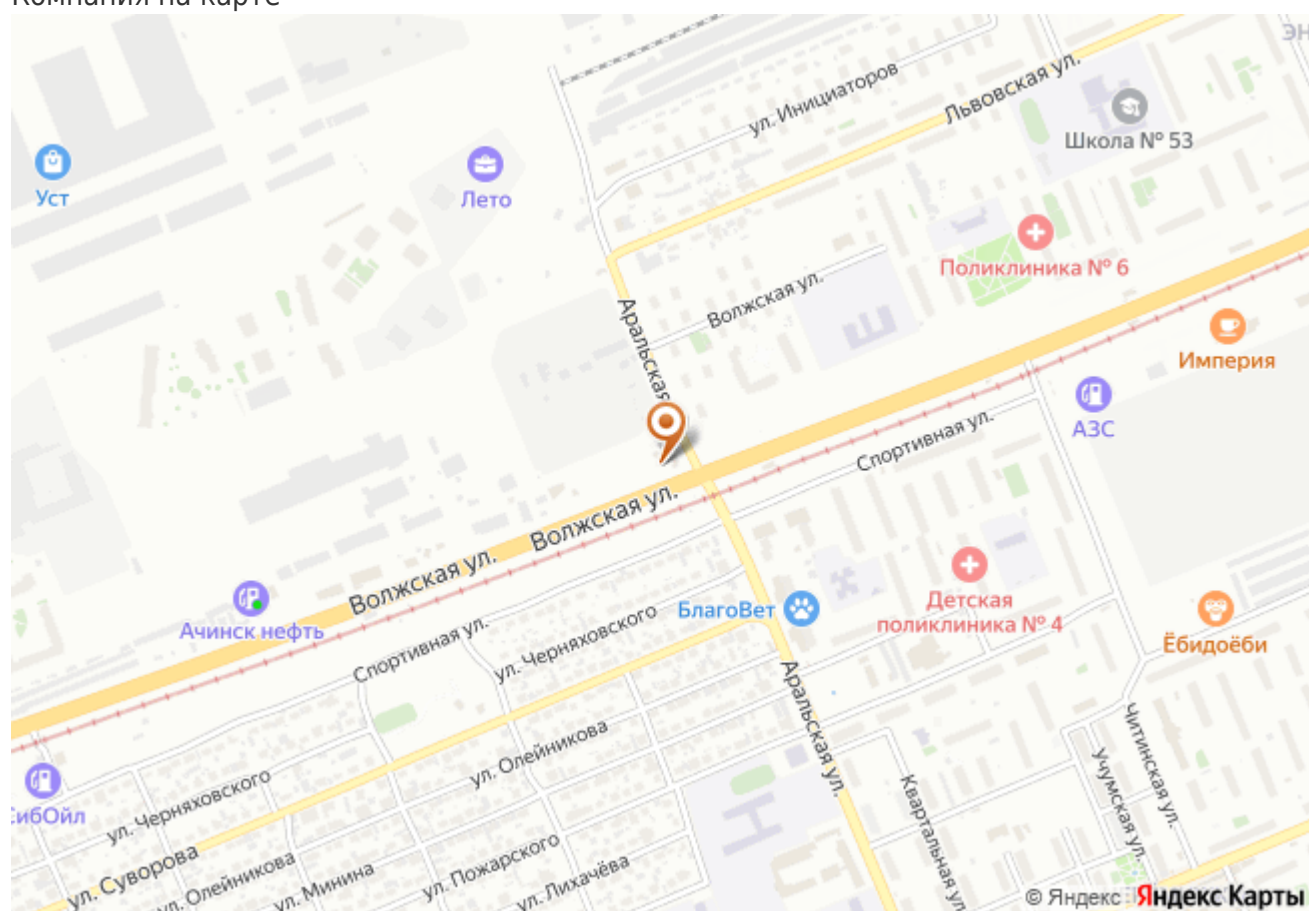 Компания на карте
ЭН
ул. Инициаторов
Львовская ул.
Школа № 53
Уст
Лето
Поликлиника № 6
Волжская ул.
Аральская
Империя
АЗС
Спортивная ул.
Волжская ул.
Волжская ул.
Ачинск нефть
БлагоВет
Детская
поликлиника № 4
ул. Черняховского
Спортивная ул.
Ёбидоёби
Аральская ул.
ул. Олейникова
Читинская ул.
Учумская ул.
СибОйл
ул. Черняховского
Квартальная ул.
ул. Суворова
ул. Олейникова
ул. Минина
ул. Пожарского
ул. Лихачёва
© Яндекс
Яндекс Карты